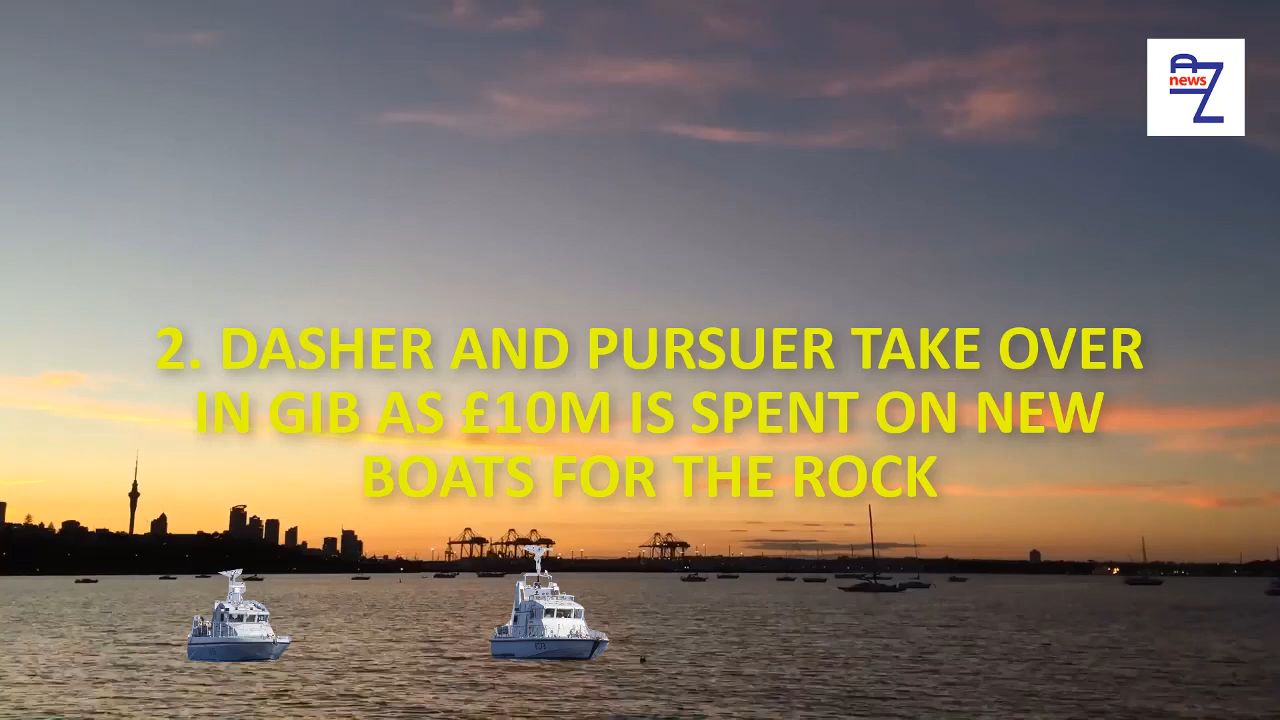 A
news
Z
2. DASHER AND PURSUER TAKE OVER
IN GIB AS £10M IS SPENT ON NEW
BOATS FOR THE ROCK